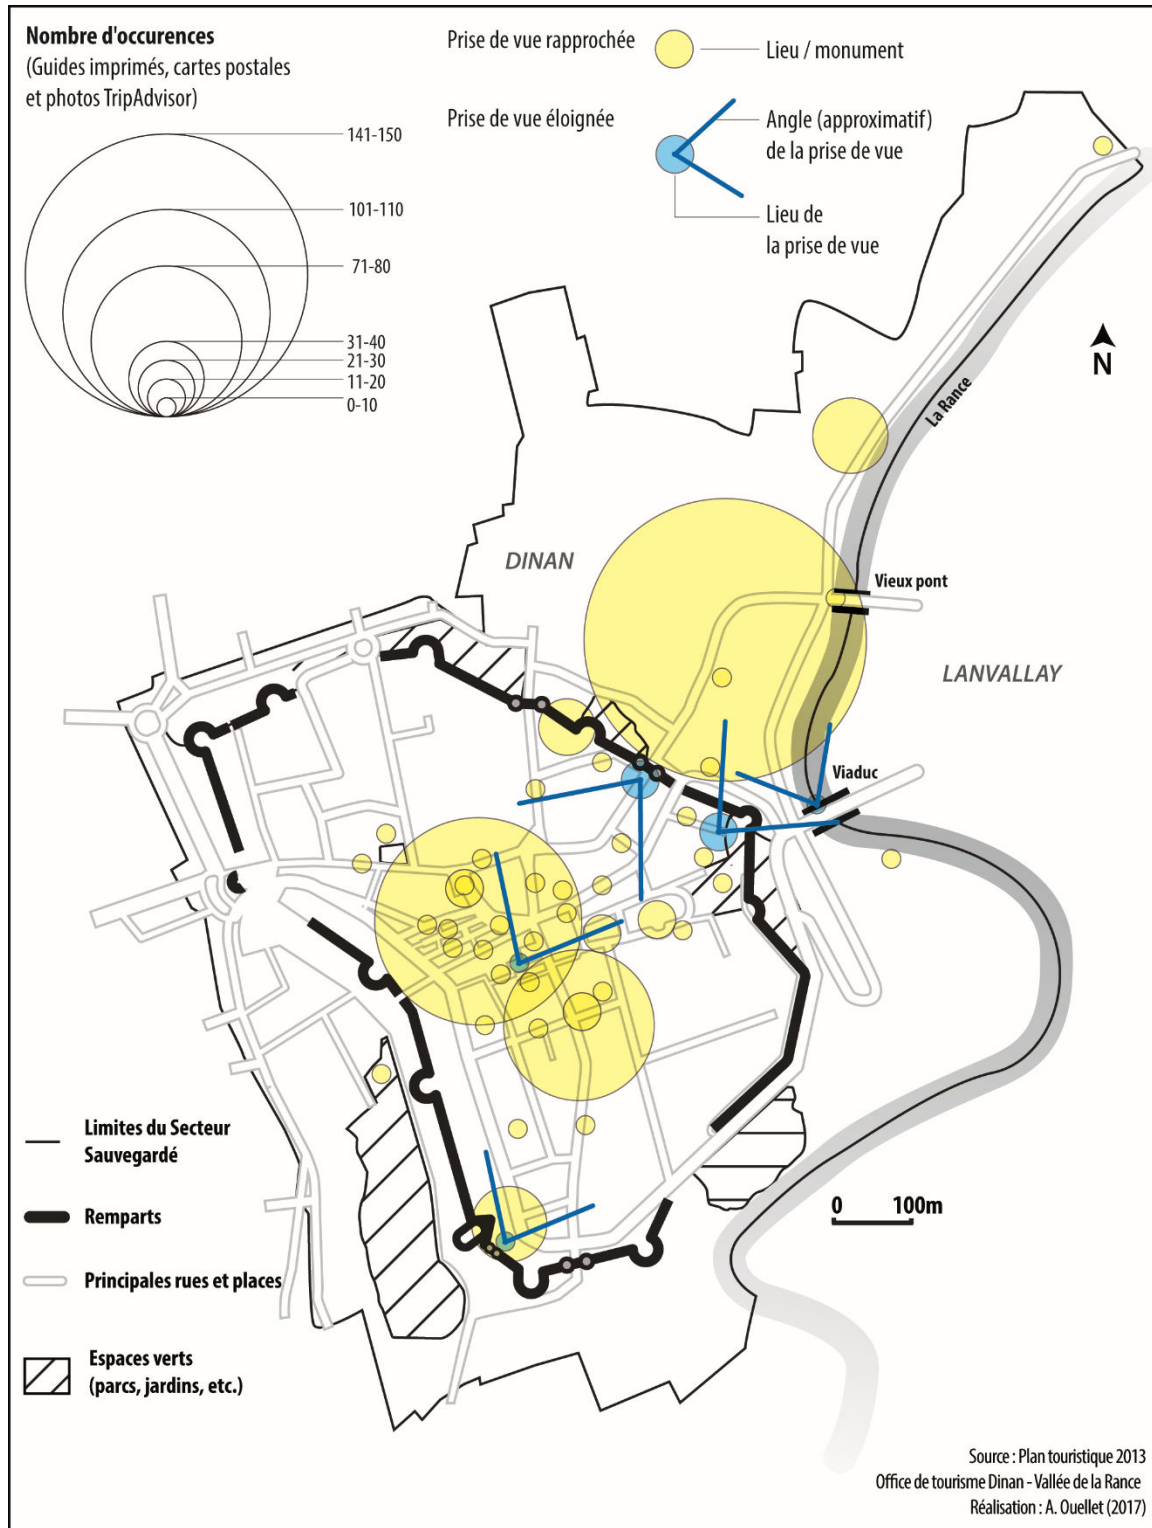 Nombre d'occurences
(Guides imprimés, cartes postales
et photos TripAdvisor)
141-150
101-110
71-80
31-40
21-30
11-20
0-10
Prise de vue rapprochée
Lieu / monument
Prise de vue éloignée
Angle (approximatif)
de la prise de vue
Lieu de
la prise de vue
N
La Rance
DINAN
Vieux pont
LANVALLAY
Viaduc
Limites du Secteur
Sauvegardé
Remparts
Principales rues et places
Espaces verts
(parcs, jardins, etc.)
0 100m
Source : Plan touristique 2013
Office de tourisme Dinan - Vallée de la Rance
Réalisation : A. Ouellet (2017)